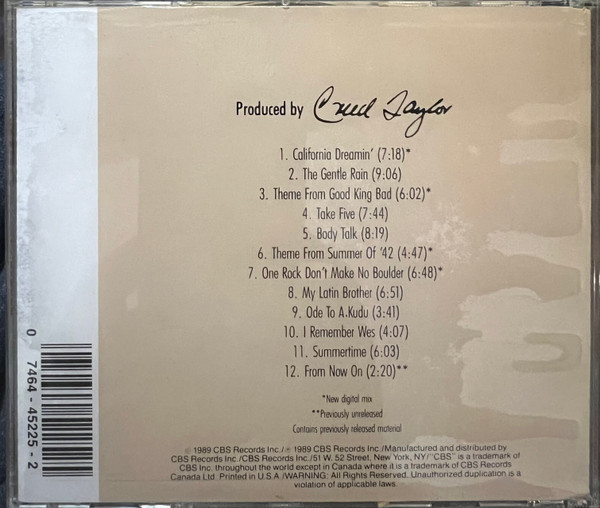 Produced by Creed Taylor
1. California Dreamin' (7:18)*
2. The Gentle Rain (9:06)
3. Theme From Good King Bad (6:02)*
4. Take Five (7:44)
5. Body Talk (8:19)
6. Theme From Summer Of '42 (4:47)*
7. One Rock Don't Make No Boulder (6:48)*
8. My Latin Brother (6:51)
9. Ode To A.Kudu (3:41)
10. I Remember Wes (4:07)
11. Summertime (6:03)
12. From Now On (2:20)**
*New digital mix
**Previously unreleased
Contains previously released material
© 1989 CBS Records Inc./℗ 1989 CBS Records Inc./Manufactured and distributed by
CBS Records Inc./CBS Records Inc./51 W. 52 Street, New York, NY/"CBS" is a trademark of
CBS Inc. throughout the world except in Canada where it is a trademark of CBS Records
Canada Ltd. Printed in U.S.A./WARNING: All Rights Reserved. Unauthorized duplication is a
violation of applicable laws.
0 7464-45225-2